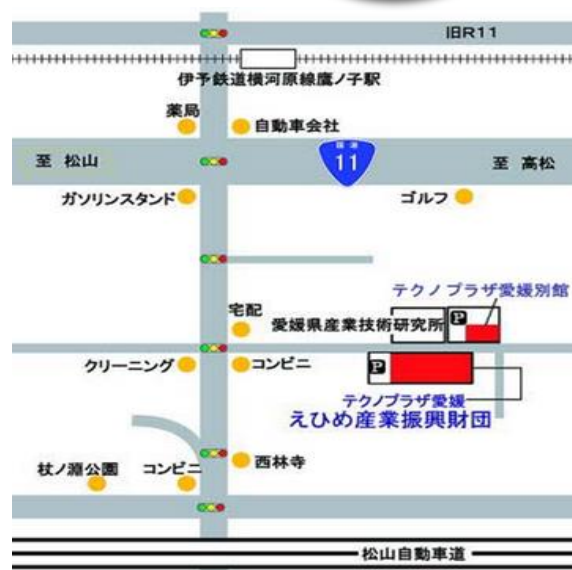 旧R11
伊予鉄道横河原線鷹ノ子駅
薬局
自動車会社
至 松山
国道
11
至 高松
ガソリンスタンド
ゴルフ
テクノプラザ愛媛別館
宅配
愛媛県産業技術研究所
P
クリーニング
コンビニ
P
テクノプラザ愛媛
えひめ産業振興財団
杖ノ淵公園
コンビニ
西林寺
松山自動車道